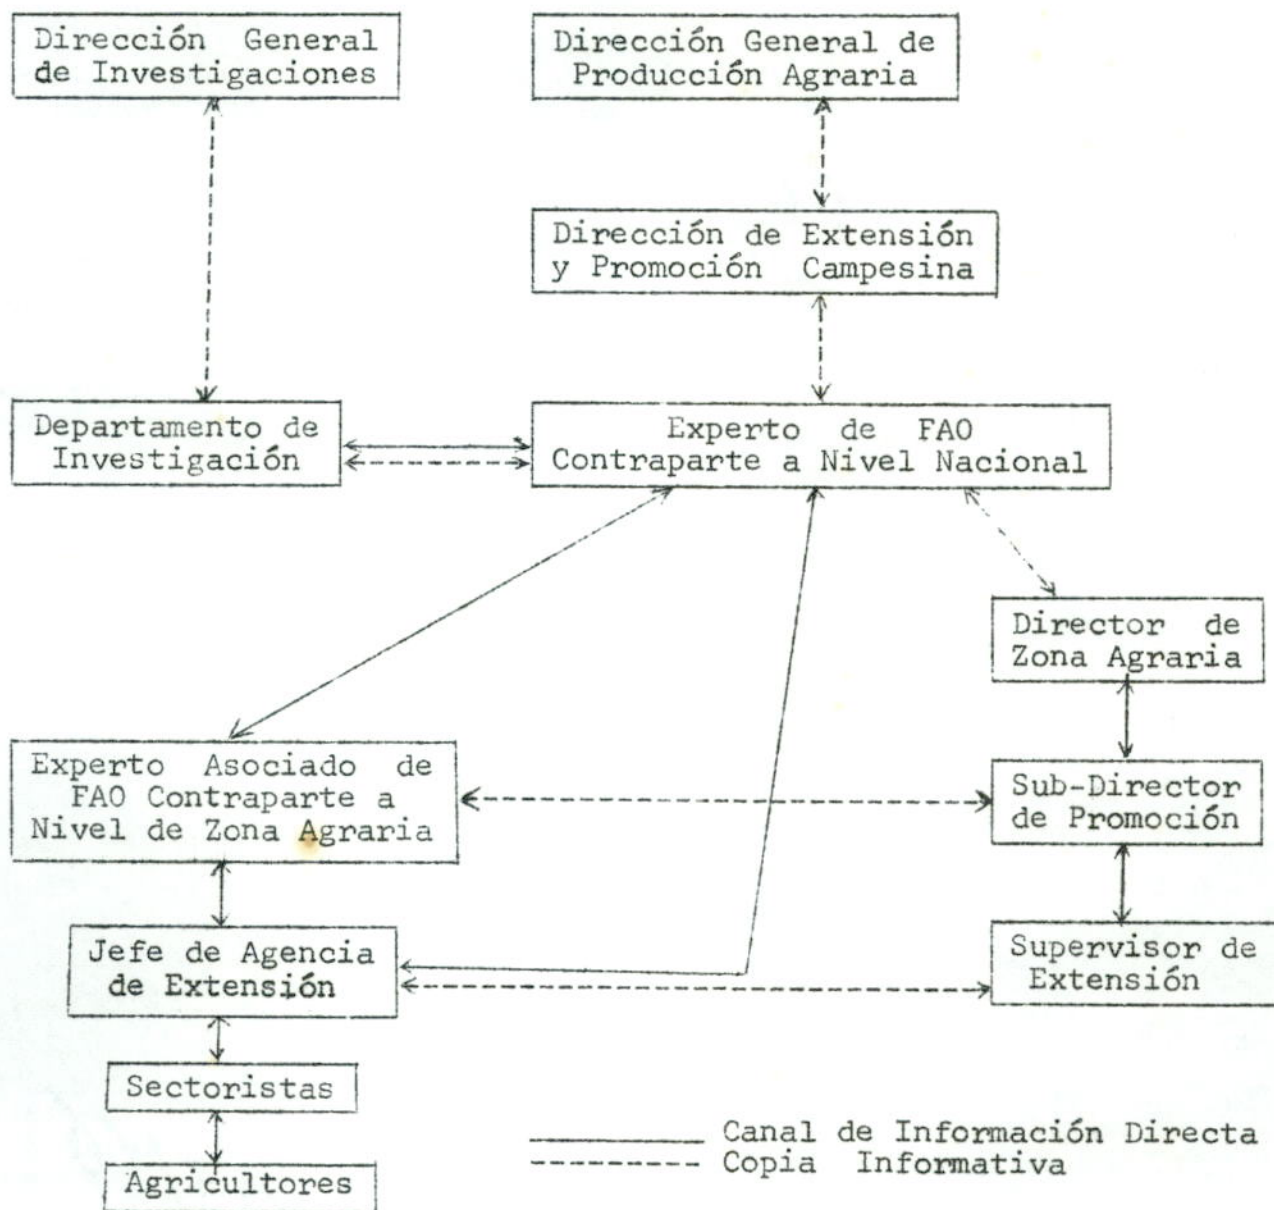 Dirección General
de Investigaciones
Dirección General de
Producción Agraria
Dirección de Extensión
y Promoción Campesina
Departamento de
Investigación
Experto de FAO
Contraparte a Nivel Nacional
Director de
Zona Agraria
Experto Asociado de
FAO Contraparte a
Nivel de Zona Agraria
Sub-Director
de Promoción
Jefe de Agencia
de Extensión
Supervisor de
Extensión
Sectoristas
Agricultores
Canal de Información Directa
Copia Informativa